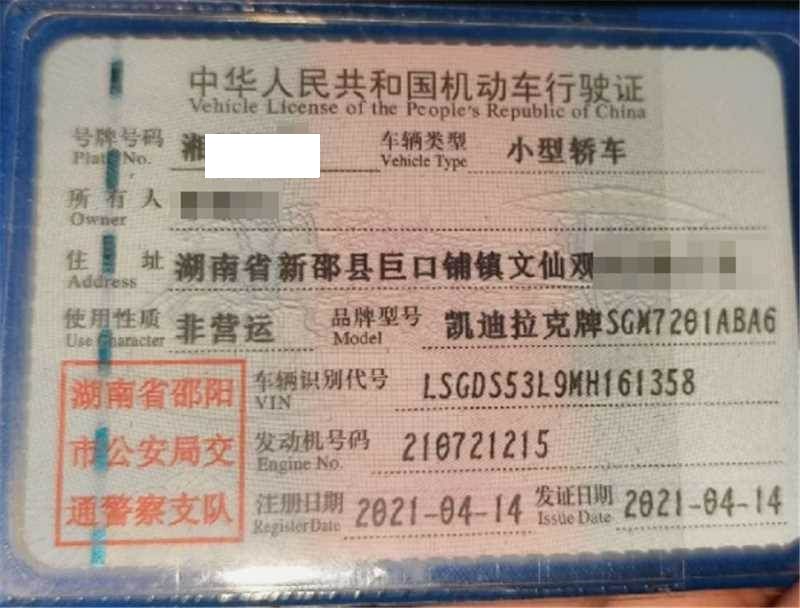 中华人民共和国机动车行驶证
Vehicle License of the People's Republic of China
号牌号码 湘 车辆类型 小型轿车
Plate No. Vehicle Type
所有人
Owner
住址 湖南省新邵县巨口铺镇文仙观
Address
使用性质 非营运 品牌型号 凯迪拉克牌SGM7201ABA6
Use Character Model
湖南省邵阳
市公安局交
通警察支队
车辆识别代号 LSGDS53L9MH161358
VIN
发动机号码 210721215
Engine No.
注册日期 2021-04-14 发证日期 2021-04-14
Register Date Issue Date